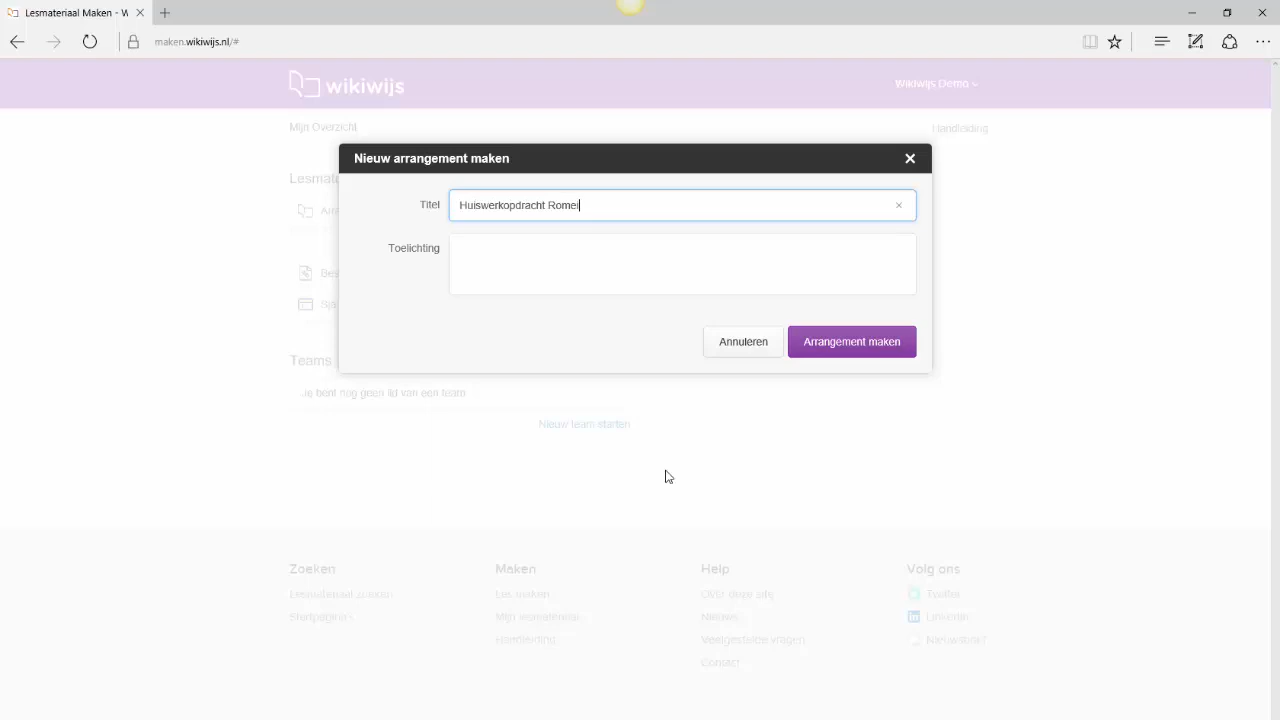 Lesmateriaal Maken - W
maken.wikiwijs.nl/#
wikiwijs
Wikiwijs Demo
Mijn Overzicht
Handleiding
Nieuw arrangement maken
Titel
Huiswerkopdracht Romei
Toelichting
Annuleren
Arrangement maken
Teams
Je bent nog geen lid van een team
Nieuw team starten
Zoeken
Maken
Help
Volg ons
Lesmateriaal zoeken
Les maken
Over deze site
Twitter
Startpagina's
Mijn lesmateriaal
Nieuws
LinkedIn
Handleiding
Veelgestelde vragen
Nieuwsbrief
Contact